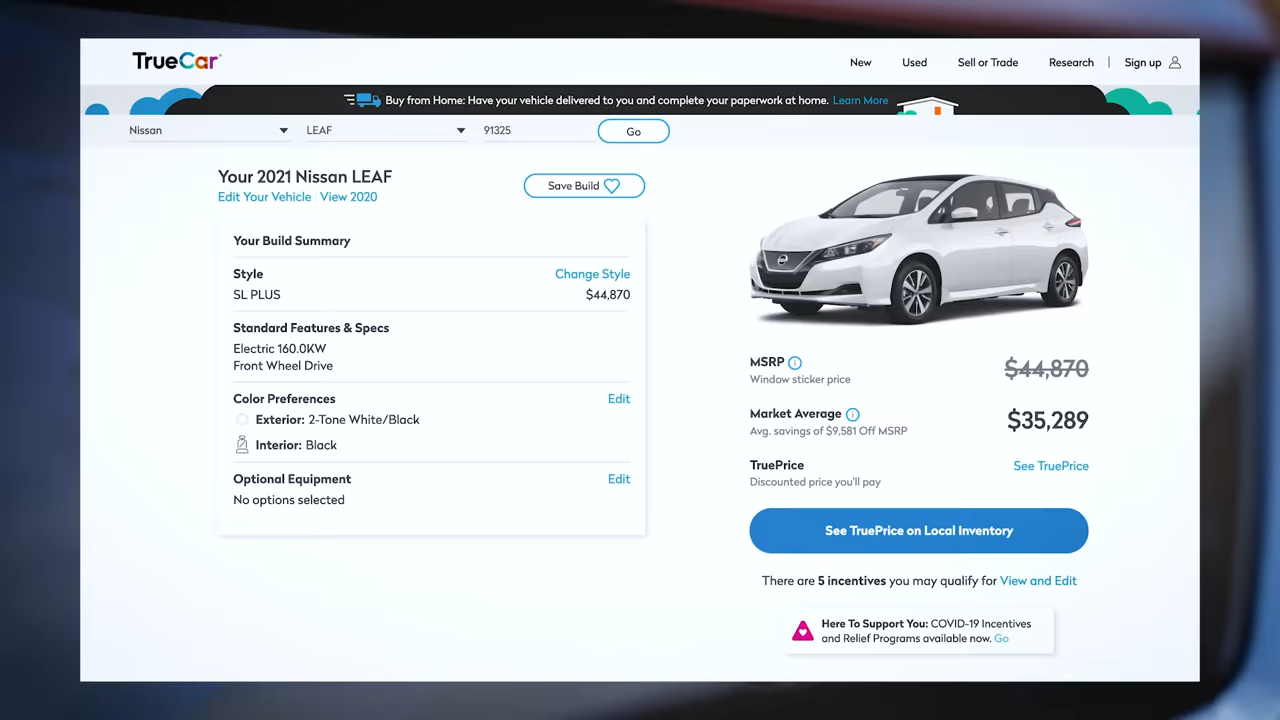 TrueCar
New Used Sell or Trade Research | Sign up
Buy from Home: Have your vehicle delivered to you and complete your paperwork at home. Learn More
Nissan LEAF 91325 Go
Your 2021 Nissan LEAF
Edit Your Vehicle View 2020
Save Build
Your Build Summary
Style Change Style
SL PLUS $44,870
Standard Features & Specs
Electric 160.0KW
Front Wheel Drive
Color Preferences Edit
Exterior: 2-Tone White/Black
Interior: Black
Optional Equipment Edit
No options selected
MSRP $44,870
Window sticker price
Market Average $35,289
Avg. savings of $9,581 Off MSRP
TruePrice See TruePrice
Discounted price you'll pay
See TruePrice on Local Inventory
There are 5 incentives you may qualify for View and Edit
Here To Support You: COVID-19 Incentives
and Relief Programs available now. Go